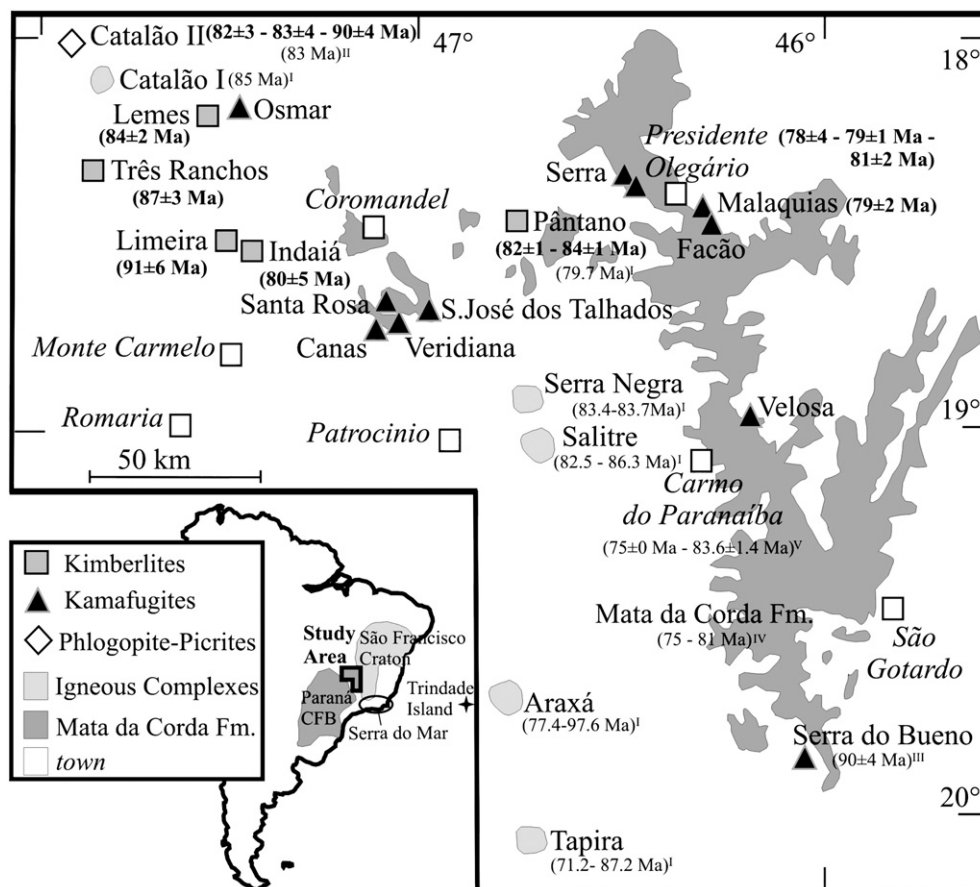 Catalão II (82±3 - 83±4 - 90±4 Ma)
(83 Ma)II
47°
46°
18°
Catalão I (85 Ma)I
Lemes
(84±2 Ma)
Osmar
Três Ranchos
(87±3 Ma)
Presidente
Olegário
(78±4 - 79±1 Ma -
81±2 Ma)
Serra
Coromandel
Malaquias (79±2 Ma)
Pântano
(82±1 - 84±1 Ma)
(79.7 Ma)I
Facão
Limeira
(91±6 Ma)
Indaiá
(80±5 Ma)
Santa Rosa
S.José dos Talhados
Canas
Veridiana
Monte Carmelo
Serra Negra
(83.4-83.7Ma)I
Velosa
19°
Romaria
Patrocinio
Salitre
(82.5 - 86.3 Ma)I
50 km
Carmo
do Paranaíba
(75±0 Ma - 83.6±1.4 Ma)V
Mata da Corda Fm.
(75 - 81 Ma)IV
São
Gotardo
Araxá
(77.4-97.6 Ma)I
Serra do Bueno
(90±4 Ma)III
20°
Tapira
(71.2- 87.2 Ma)I
Kimberlites
Kamafugites
Phlogopite-Picrites
Igneous Complexes
Mata da Corda Fm.
town
Study
Area
São Francisco
Craton
Paraná
CFB
Trindade
Island
Serra do Mar